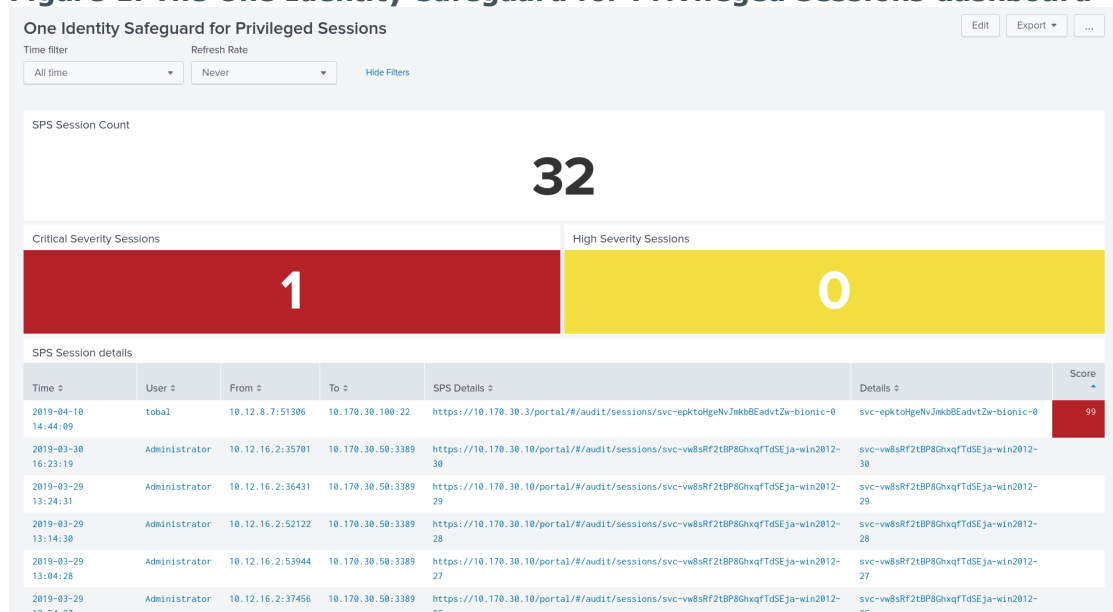 One Identity Safeguard for Privileged Sessions
Edit Export ...
Time filter Refresh Rate
All time Never Hide Filters
SPS Session Count
32
Critical Severity Sessions High Severity Sessions
1 0
SPS Session details
Time User From To SPS Details Details Score
2019-04-10 tobal 10.12.8.7:51306 10.170.30.100:22 https://10.170.30.3/portal/#/audit/sessions/svc-epktoHgeNvJmkbBEadvtZw-bionic-0 svc-epktoHgeNvJmkbBEadvtZw-bionic-0 99
14:44:09
2019-03-30 Administrator 10.12.16.2:35701 10.170.30.50:3389 https://10.170.30.10/portal/#/audit/sessions/svc-vw8sRf2tBP8GhxqfTdSEja-win2012- svc-vw8sRf2tBP8GhxqfTdSEja-win2012-
16:23:19 30 30
2019-03-29 Administrator 10.12.16.2:36431 10.170.30.50:3389 https://10.170.30.10/portal/#/audit/sessions/svc-vw8sRf2tBP8GhxqfTdSEja-win2012- svc-vw8sRf2tBP8GhxqfTdSEja-win2012-
13:24:31 29 29
2019-03-29 Administrator 10.12.16.2:52122 10.170.30.50:3389 https://10.170.30.10/portal/#/audit/sessions/svc-vw8sRf2tBP8GhxqfTdSEja-win2012- svc-vw8sRf2tBP8GhxqfTdSEja-win2012-
13:14:30 28 28
2019-03-29 Administrator 10.12.16.2:53944 10.170.30.50:3389 https://10.170.30.10/portal/#/audit/sessions/svc-vw8sRf2tBP8GhxqfTdSEja-win2012- svc-vw8sRf2tBP8GhxqfTdSEja-win2012-
13:04:28 27 27
2019-03-29 Administrator 10.12.16.2:37456 10.170.30.50:3389 https://10.170.30.10/portal/#/audit/sessions/svc-vw8sRf2tBP8GhxqfTdSEja-win2012- svc-vw8sRf2tBP8GhxqfTdSEja-win2012-